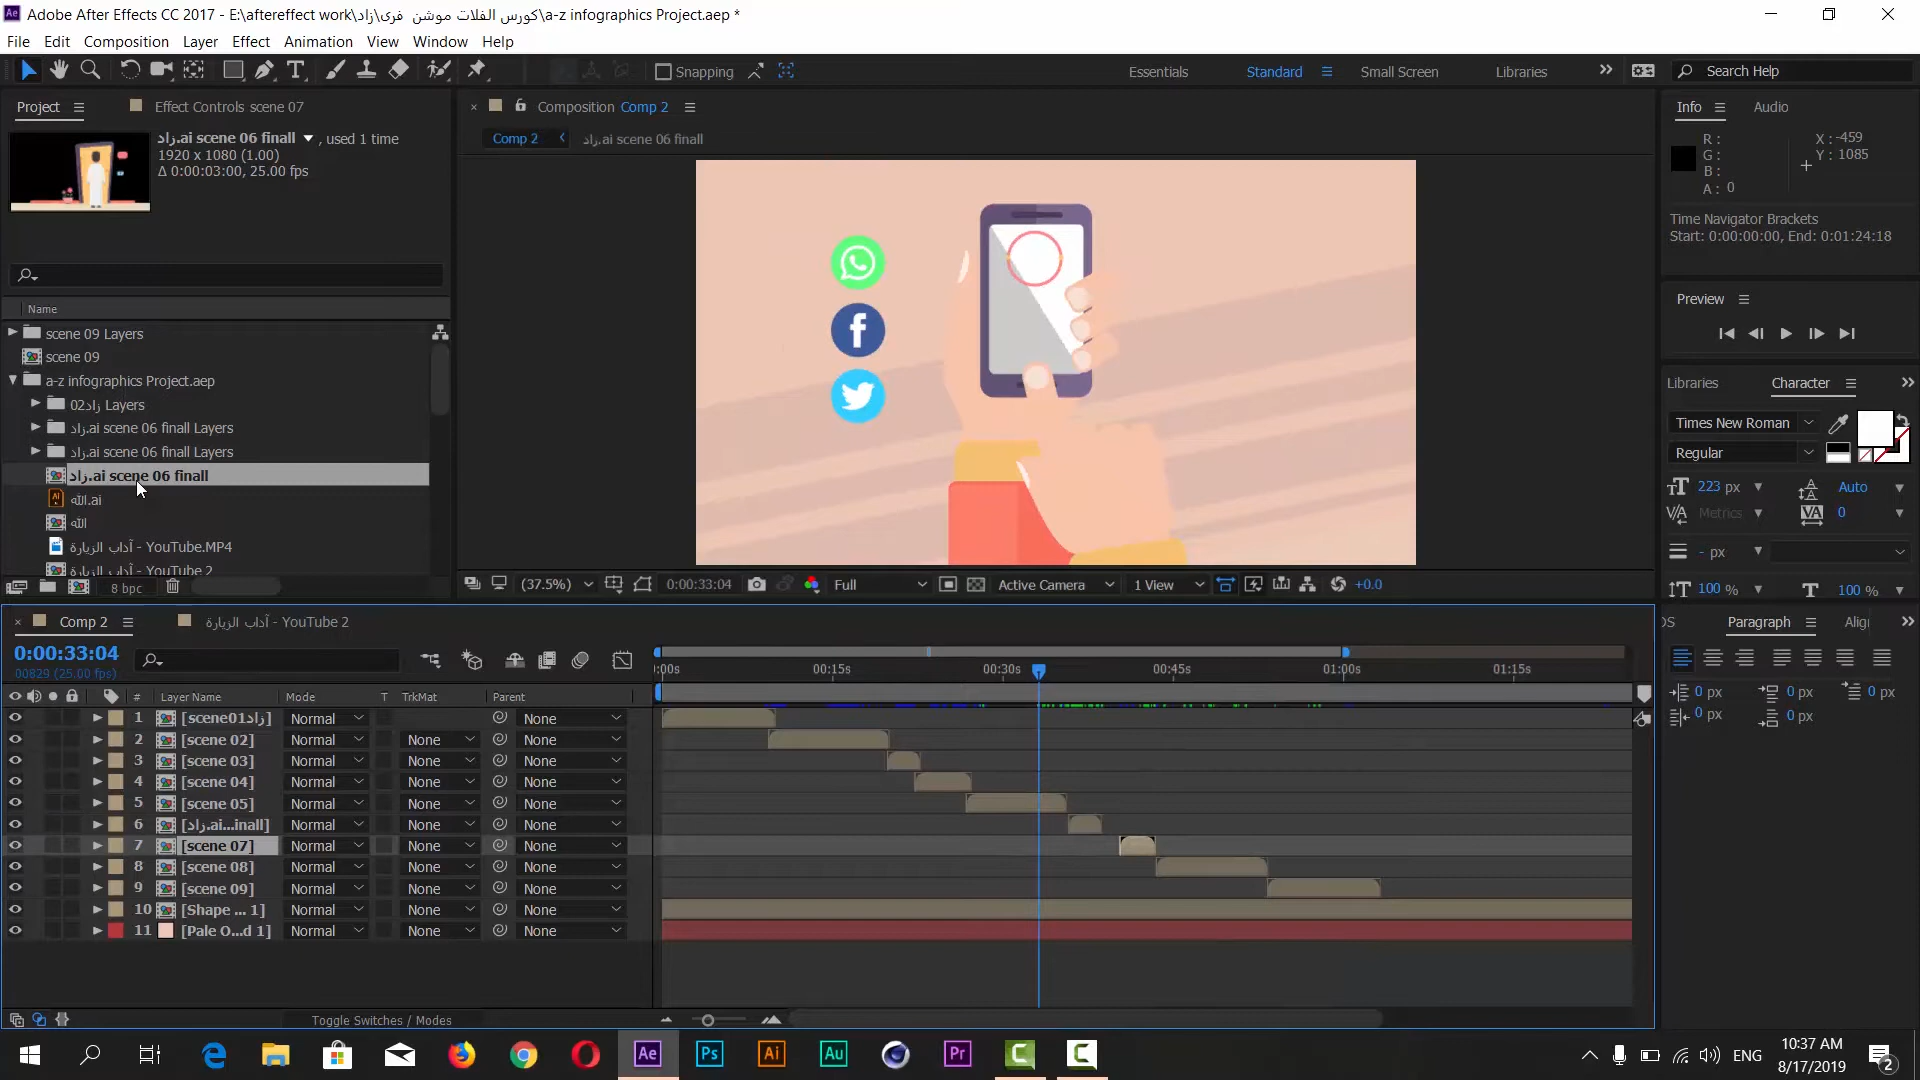 Adobe After Effects CC 2017 - E:\aftereffect work\كورس الفلات موشن فرى\زاد\a-z infographics Project.aep *
File Edit Composition Layer Effect Animation View Window Help
Snapping
Essentials Standard Small Screen Libraries
Search Help
Project
Effect Controls scene 07
زاد.ai scene 06 finall , used 1 time
1920 x 1080 (1.00)
Δ 0:00:03:00, 25.00 fps
Name
scene 09 Layers
scene 09
a-z infographics Project.aep
زاد02 Layers
زاد.ai scene 06 finall Layers
زاد.ai scene 06 finall Layers
زاد.ai scene 06 finall
الله.ai
الله
آداب الزيارة - YouTube.MP4
آداب الزيارة - YouTube 2
8 bpc
Composition Comp 2
Comp 2 زاد.ai scene 06 finall
(37.5%) 0:00:33:04 Full Active Camera 1 View +0.0
Info Audio
R :
G :
B :
A : 0
X : -459
Y : 1085
Time Navigator Brackets
Start: 0:00:00:00, End: 0:01:24:18
Preview
Libraries Character
Times New Roman
Regular
223 px Auto
Metrics 0
- px
100 % 100 %
Paragraph Aligi
0 px 0 px 0 px
0 px 0 px
Comp 2 آداب الزيارة - YouTube 2
0:00:33:04
00829 (25.00 fps)
:00s 00:15s 00:30s 00:45s 01:00s 01:15s
# Layer Name Mode T TrkMat Parent
1 [scene01زاد] Normal None
2 [scene 02] Normal None None
3 [scene 03] Normal None None
4 [scene 04] Normal None None
5 [scene 05] Normal None None
6 [زاد.ai...inall] Normal None None
7 [scene 07] Normal None None
8 [scene 08] Normal None None
9 [scene 09] Normal None None
10 [Shape ... 1] Normal None None
11 [Pale O...d 1] Normal None None
Toggle Switches / Modes
Ae Ps Ai Au Pr
ENG
10:37 AM
8/17/2019
2